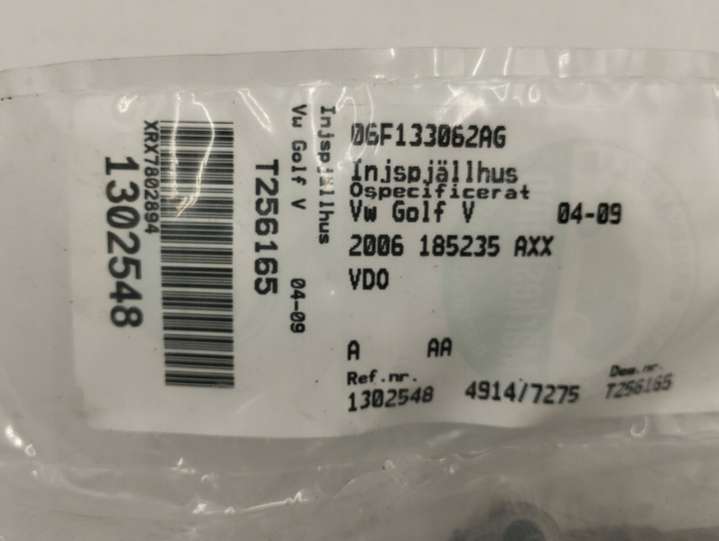 06F133062AG
Injspjällhus
Ospecificerat
Vw Golf V 04-09
2006 185235 AXX
VDO
A AA
Ref.nr. Dem.nr.
1302548 4914/7275 T256165
Injspjällhus
Vw Golf V 04-09
T256165
XRX7802894
1302548